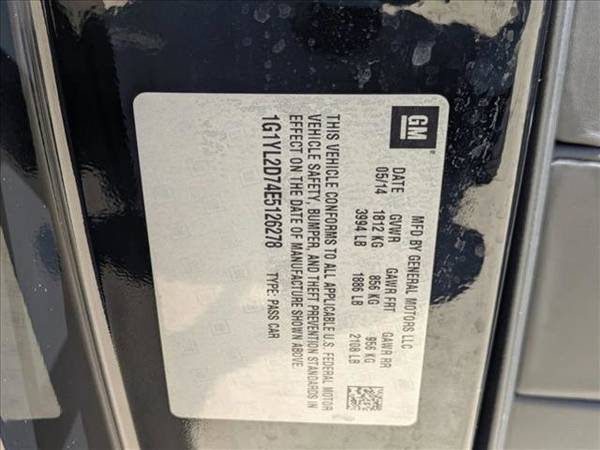 GM
MFD BY GENERAL MOTORS LLC
DATE GVWR GAWR FRT GAWR RR
05/14 1812 KG 856 KG 956 KG
3994 LB 1886 LB 2108 LB
THIS VEHICLE CONFORMS TO ALL APPLICABLE U.S. FEDERAL MOTOR
VEHICLE SAFETY, BUMPER, AND THEFT PREVENTION STANDARDS IN
EFFECT ON THE DATE OF MANUFACTURE SHOWN ABOVE.
1G1YL2D74E5126278 TYPE: PASS CAR